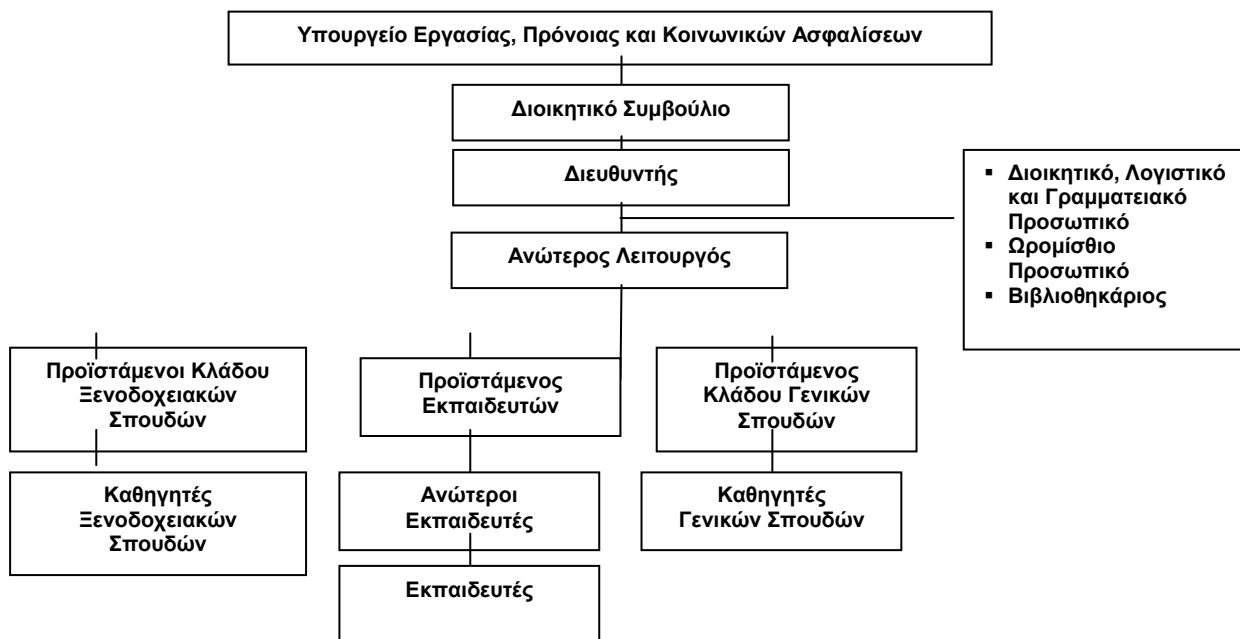 Υπουργείο Εργασίας, Πρόνοιας και Κοινωνικών Ασφαλίσεων
Διοικητικό Συμβούλιο
Διευθυντής
▪ Διοικητικό, Λογιστικό
και Γραμματειακό
Προσωπικό
▪ Ωρομίσθιο
Προσωπικό
▪ Βιβλιοθηκάριος
Ανώτερος Λειτουργός
Προϊστάμενοι Κλάδου
Ξενοδοχειακών
Σπουδών
Προϊστάμενος
Εκπαιδευτών
Προϊστάμενος
Κλάδου Γενικών
Σπουδών
Καθηγητές
Ξενοδοχειακών
Σπουδών
Ανώτεροι
Εκπαιδευτές
Καθηγητές
Γενικών Σπουδών
Εκπαιδευτές